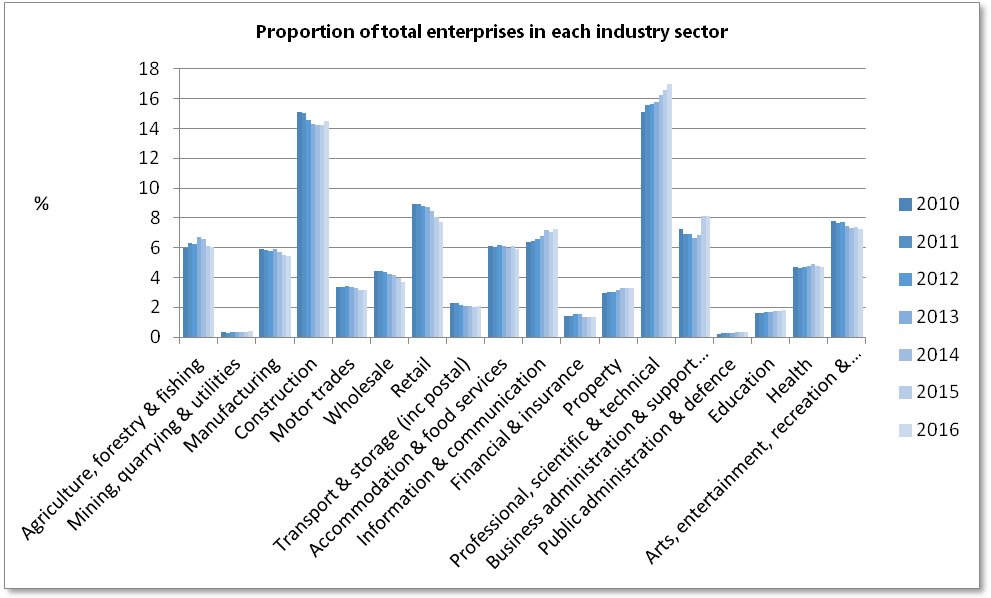 Proportion of total enterprises in each industry sector
%
18
16
14
12
10
8
6
4
2
0
Agriculture, forestry & fishing
Mining, quarrying & utilities
Manufacturing
Construction
Motor trades
Wholesale
Retail
Transport & storage (inc postal)
Accommodation & food services
Information & communication
Financial & insurance
Property
Professional, scientific & technical
Business administration & support...
Public administration & defence
Education
Health
Arts, entertainment, recreation &...
2010
2011
2012
2013
2014
2015
2016